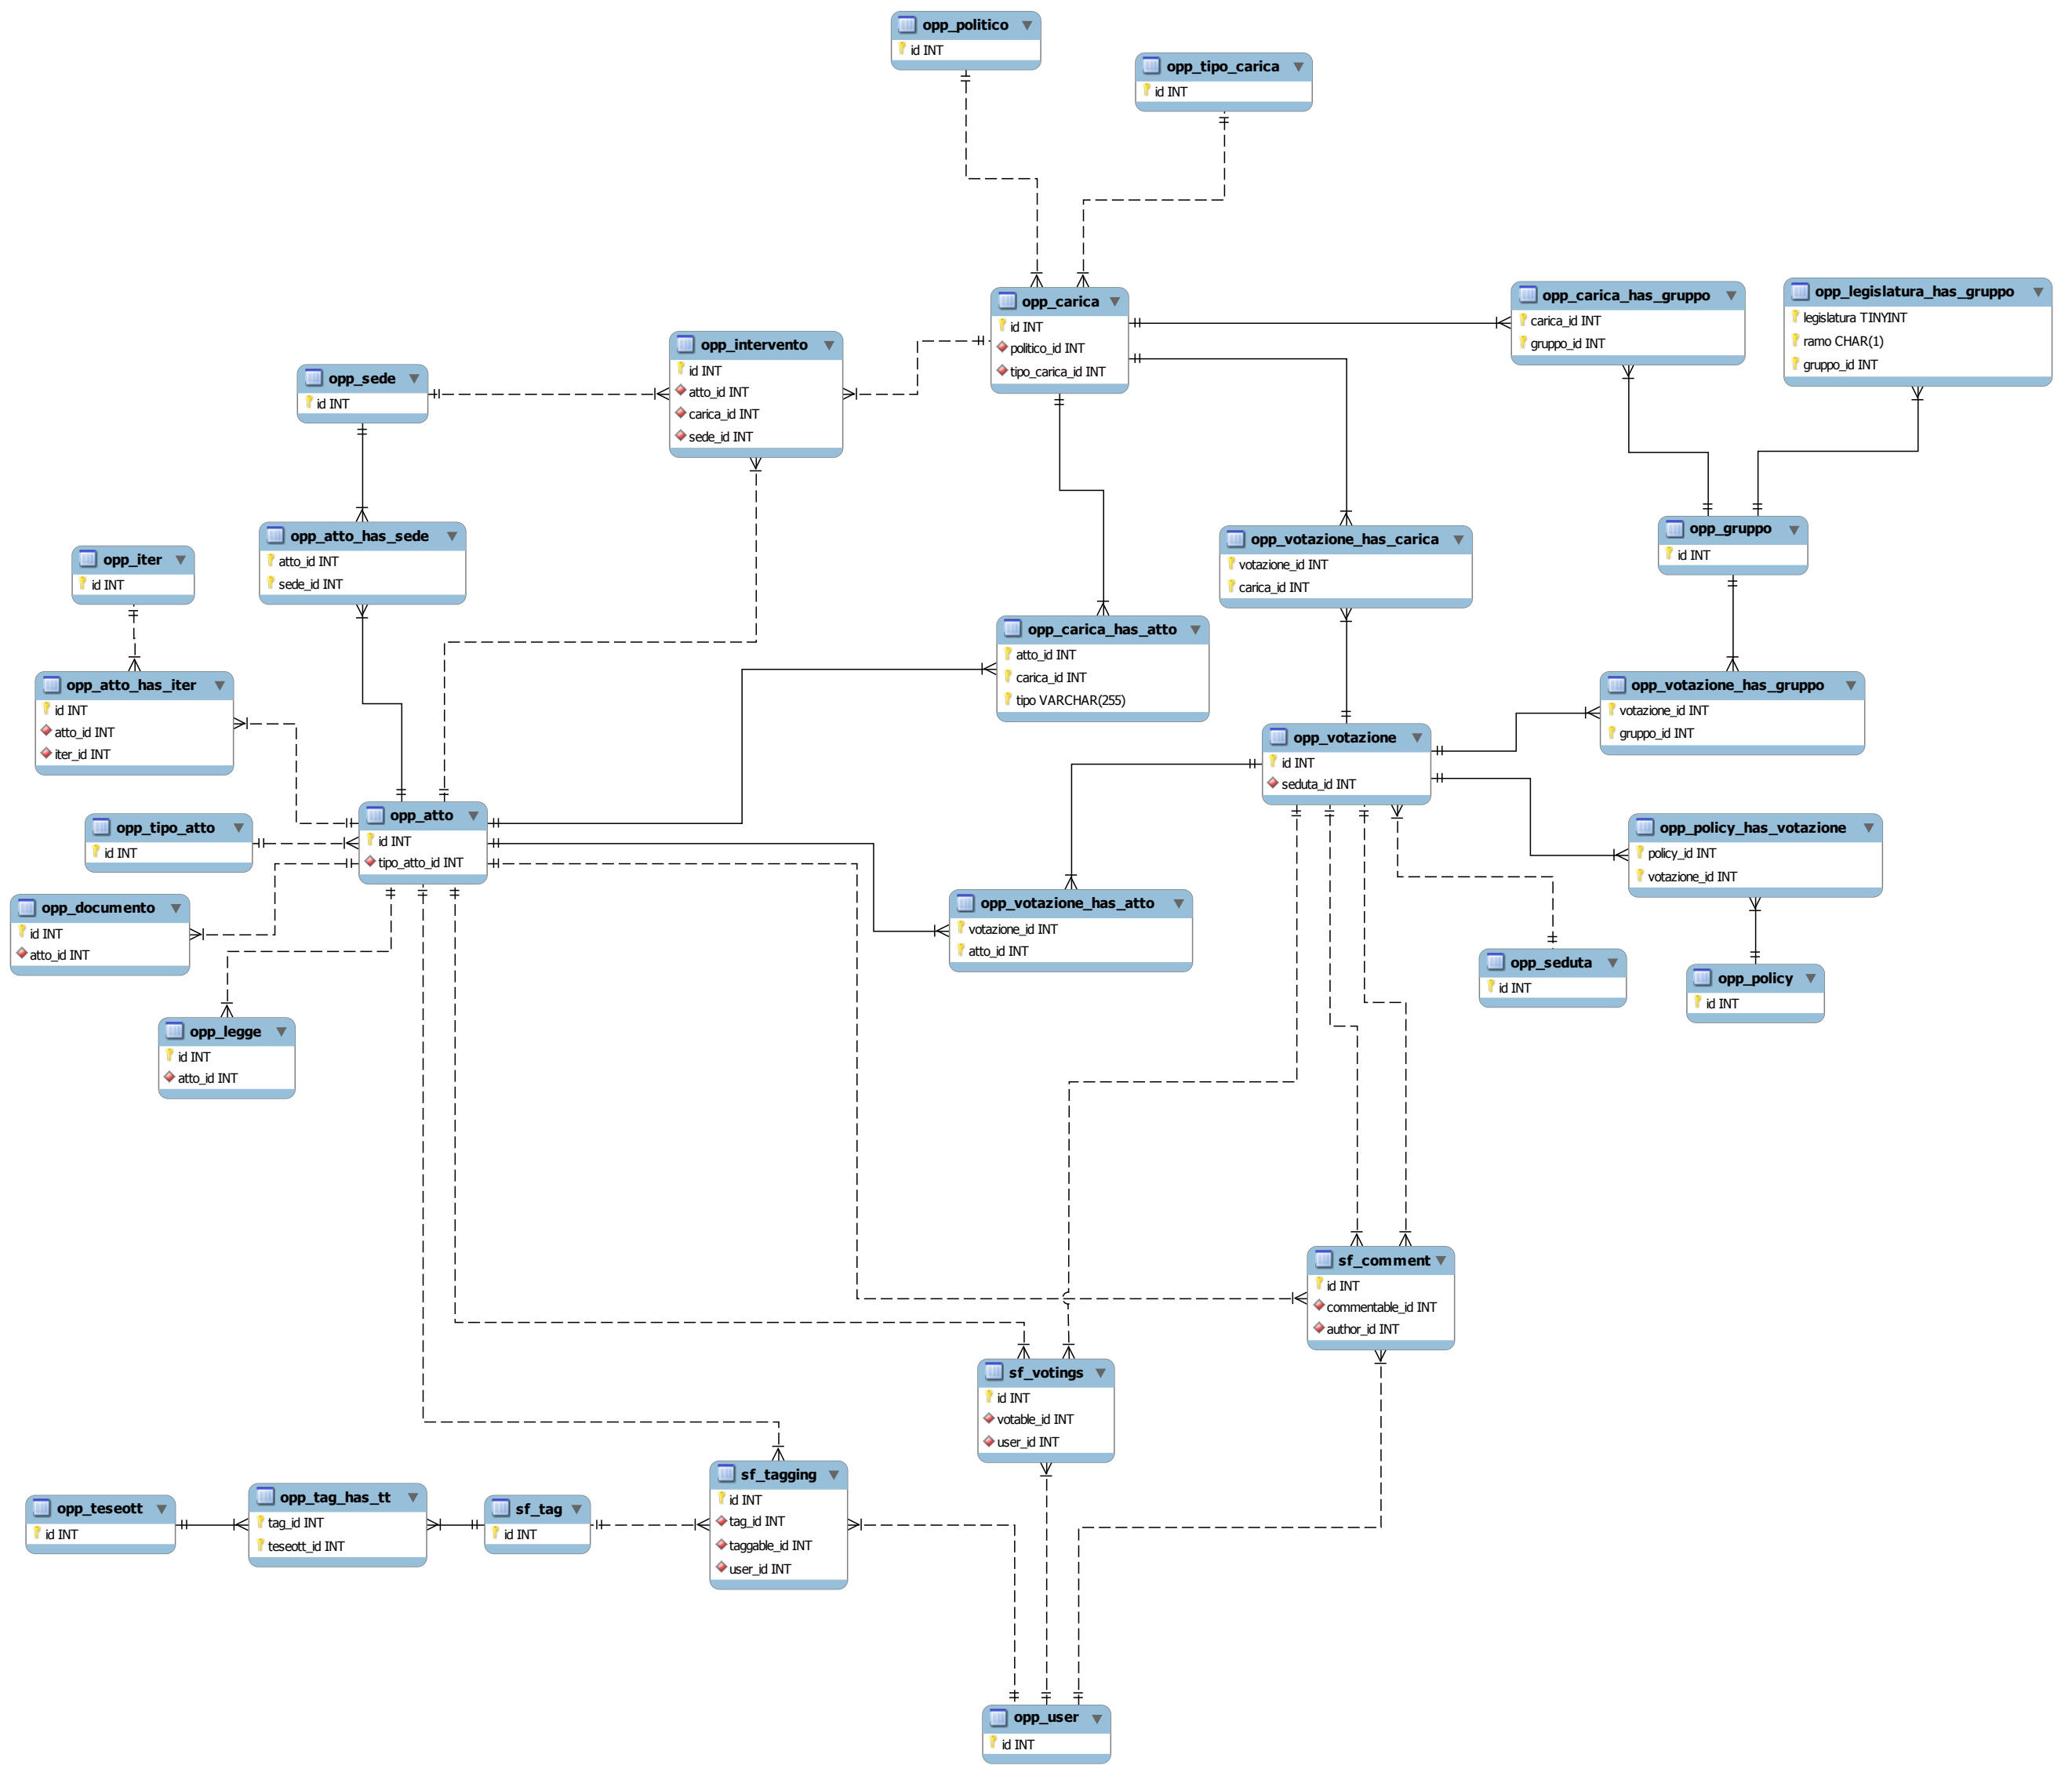 opp_politico
id INT
opp_tipo_carica
id INT
opp_carica
id INT
politico_id INT
tipo_carica_id INT
opp_carica_has_gruppo
carica_id INT
gruppo_id INT
opp_legislatura_has_gruppo
legislatura TINYINT
ramo CHAR(1)
gruppo_id INT
opp_intervento
id INT
atto_id INT
carica_id INT
sede_id INT
opp_sede
id INT
opp_atto_has_sede
atto_id INT
sede_id INT
opp_iter
id INT
opp_votazione_has_carica
votazione_id INT
carica_id INT
opp_gruppo
id INT
opp_carica_has_atto
atto_id INT
carica_id INT
tipo VARCHAR(255)
opp_atto_has_iter
id INT
atto_id INT
iter_id INT
opp_votazione_has_gruppo
votazione_id INT
gruppo_id INT
opp_votazione
id INT
seduta_id INT
opp_tipo_atto
id INT
opp_atto
id INT
tipo_atto_id INT
opp_policy_has_votazione
policy_id INT
votazione_id INT
opp_documento
id INT
atto_id INT
opp_votazione_has_atto
votazione_id INT
atto_id INT
opp_seduta
id INT
opp_policy
id INT
opp_legge
id INT
atto_id INT
sf_comment
id INT
commentable_id INT
author_id INT
sf_votings
id INT
votable_id INT
user_id INT
sf_tagging
id INT
tag_id INT
taggable_id INT
user_id INT
opp_teseott
id INT
opp_tag_has_tt
tag_id INT
teseott_id INT
sf_tag
id INT
opp_user
id INT